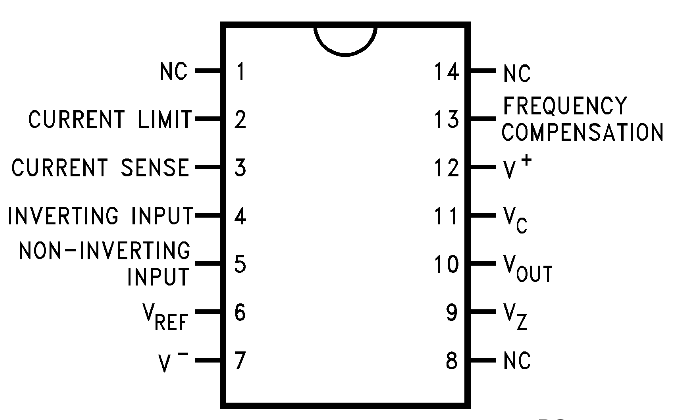 NC 1 14 NC
CURRENT LIMIT 2 13 FREQUENCY
COMPENSATION
CURRENT SENSE 3 12 V+
INVERTING INPUT 4 11 VC
NON-INVERTING
INPUT 5 10 VOUT
VREF 6 9 VZ
V− 7 8 NC